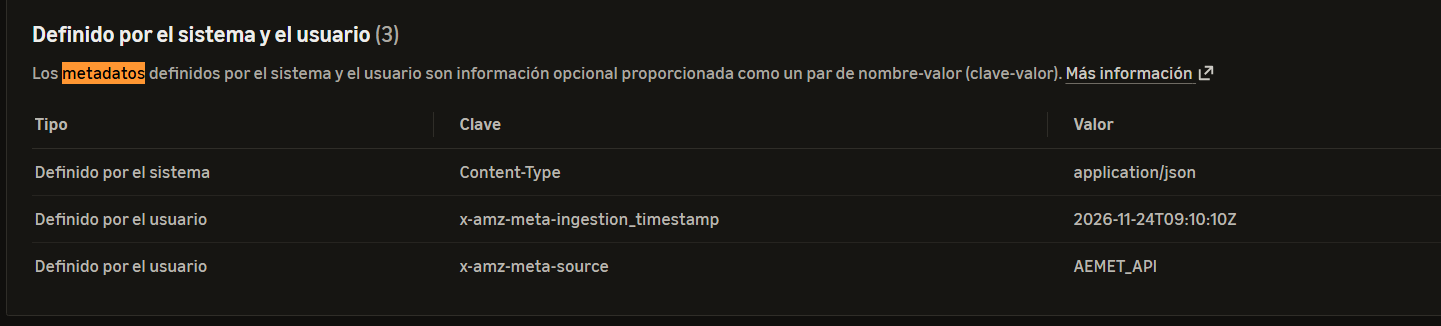 Definido por el sistema y el usuario (3)
Los metadatos definidos por el sistema y el usuario son información opcional proporcionada como un par de nombre-valor (clave-valor). Más información
Tipo Clave Valor
Definido por el sistema Content-Type application/json
Definido por el usuario x-amz-meta-ingestion_timestamp 2026-11-24T09:10:10Z
Definido por el usuario x-amz-meta-source AEMET_API